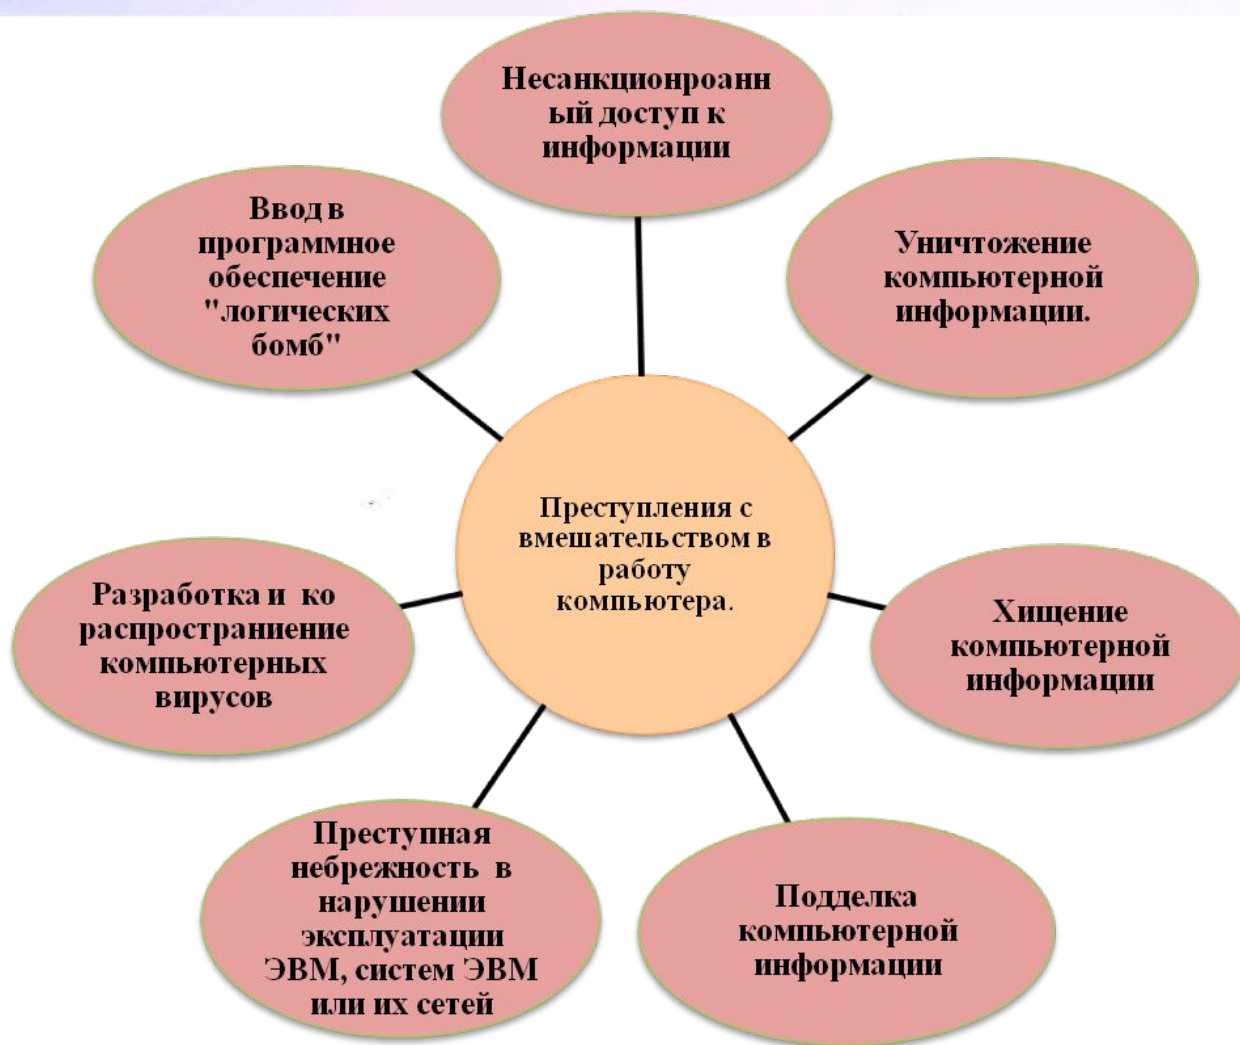 Несанкционроанн
ый доступ к
информации
Ввод в
программное
обеспечение
"логических
бомб"
Уничтожение
компьютерной
информации.
Преступления с
вмешательством в
работу
компьютера.
Разработка и ко
распространиение
компьютерных
вирусов
Хищение
компьютерной
информации
Преступная
небрежность в
нарушении
эксплуатации
ЭВМ, систем ЭВМ
или их сетей
Подделка
компьютерной
информации